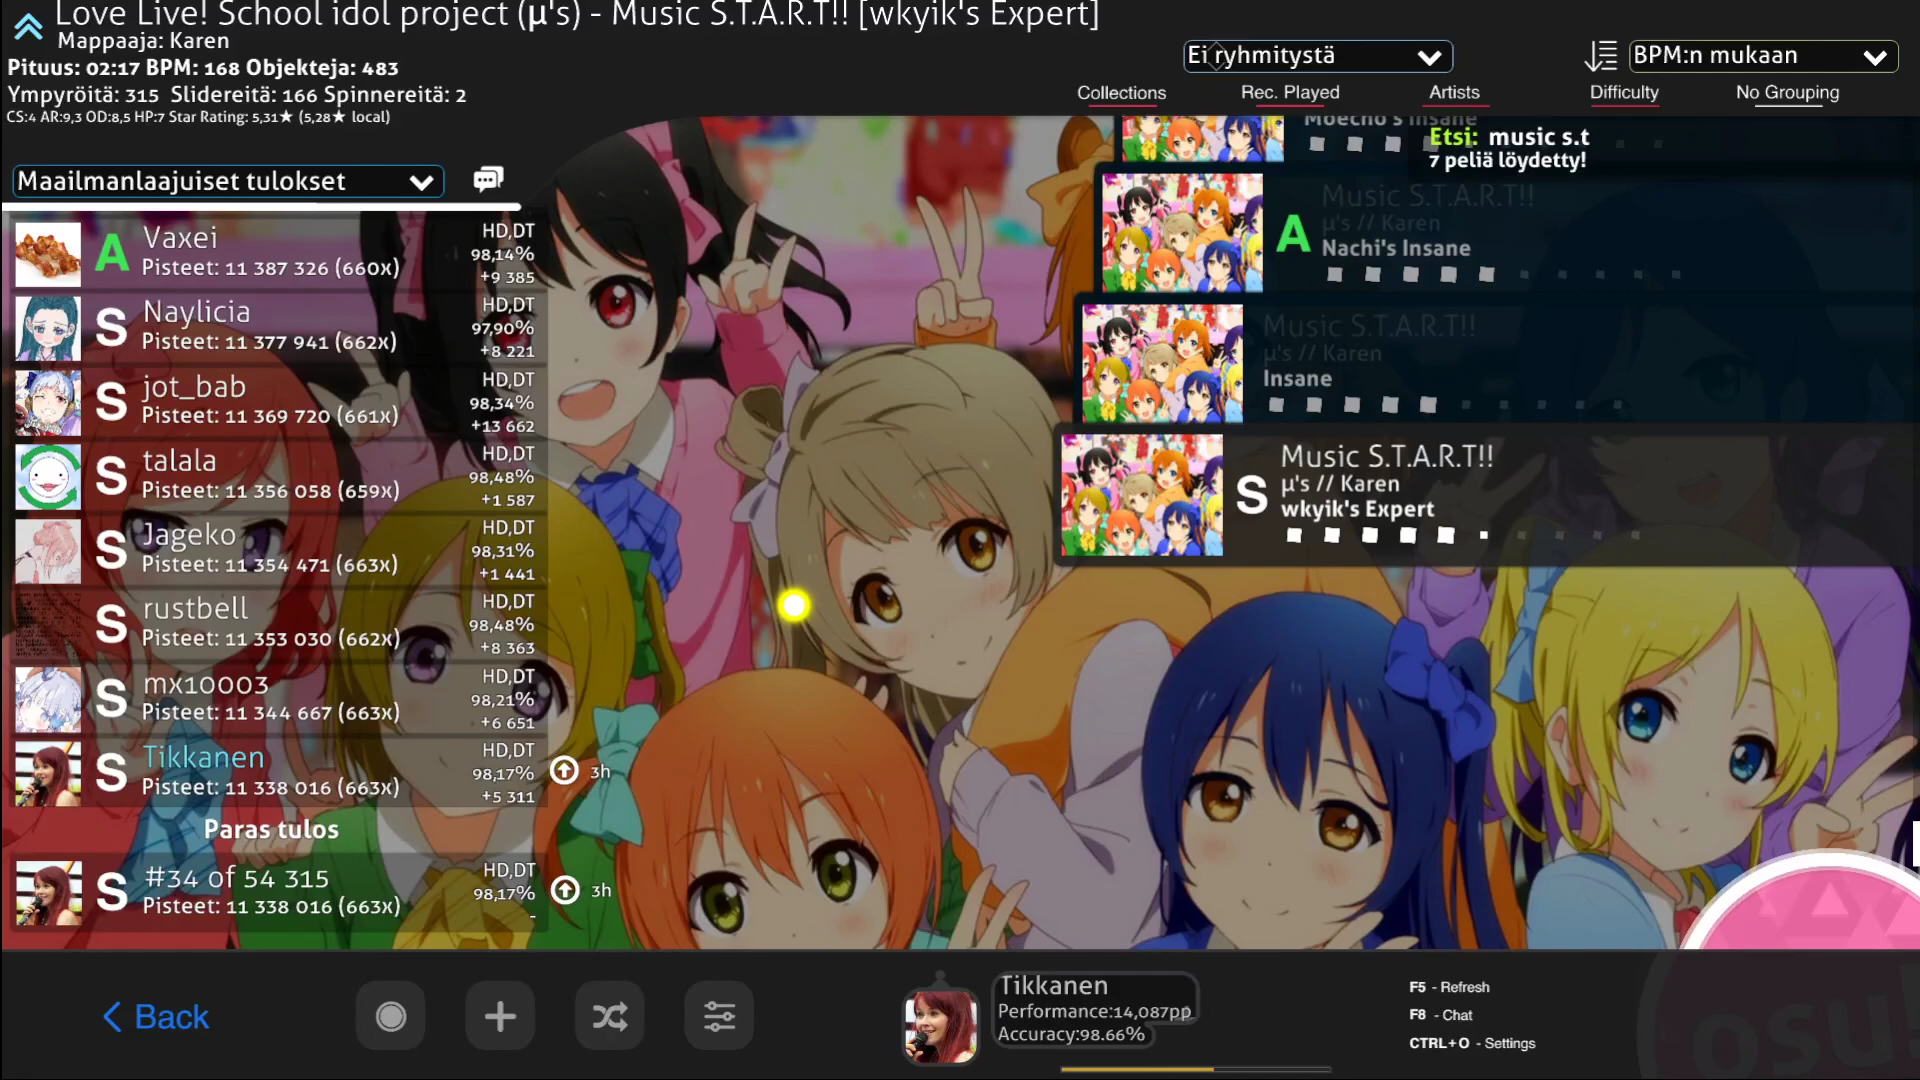 Love Live! School idol project (μ's) - Music S.T.A.R.T!! [wkyik's Expert]
Mappaaja: Karen
Pituus: 02:17 BPM: 168 Objekteja: 483
Ympyröitä: 315 Slidereitä: 166 Spinnereitä: 2
CS:4 AR:9,3 OD:8,5 HP:7 Star Rating: 5,31★ (5,28★ local)
Ei ryhmitystä
BPM:n mukaan
Collections
Rec. Played
Artists
Difficulty
No Grouping
Maailmanlaajuiset tulokset
Etsi: music s.t
7 peliä löydetty!
Vaxei
Pisteet: 11 387 326 (660x)
HD,DT
98,14%
+9 385
Naylicia
Pisteet: 11 377 941 (662x)
HD,DT
97,90%
+8 221
jot_bab
Pisteet: 11 369 720 (661x)
HD,DT
98,34%
+13 662
talala
Pisteet: 11 356 058 (659x)
HD,DT
98,48%
+1 587
Jageko
Pisteet: 11 354 471 (663x)
HD,DT
98,31%
+1 441
rustbell
Pisteet: 11 353 030 (662x)
HD,DT
98,48%
+8 363
mx10003
Pisteet: 11 344 667 (663x)
HD,DT
98,21%
+6 651
Tikkanen
Pisteet: 11 338 016 (663x)
HD,DT
98,17%
+5 311
3h
Paras tulos
#34 of 54 315
Pisteet: 11 338 016 (663x)
HD,DT
98,17%
-
3h
Moecho's Insane
A
Music S.T.A.R.T!!
μ's // Karen
Nachi's Insane
Music S.T.A.R.T!!
μ's // Karen
Insane
S
Music S.T.A.R.T!!
μ's // Karen
wkyik's Expert
Back
Tikkanen
Performance:14,087pp
Accuracy:98.66%
F5 - Refresh
F8 - Chat
CTRL+O - Settings
osu!